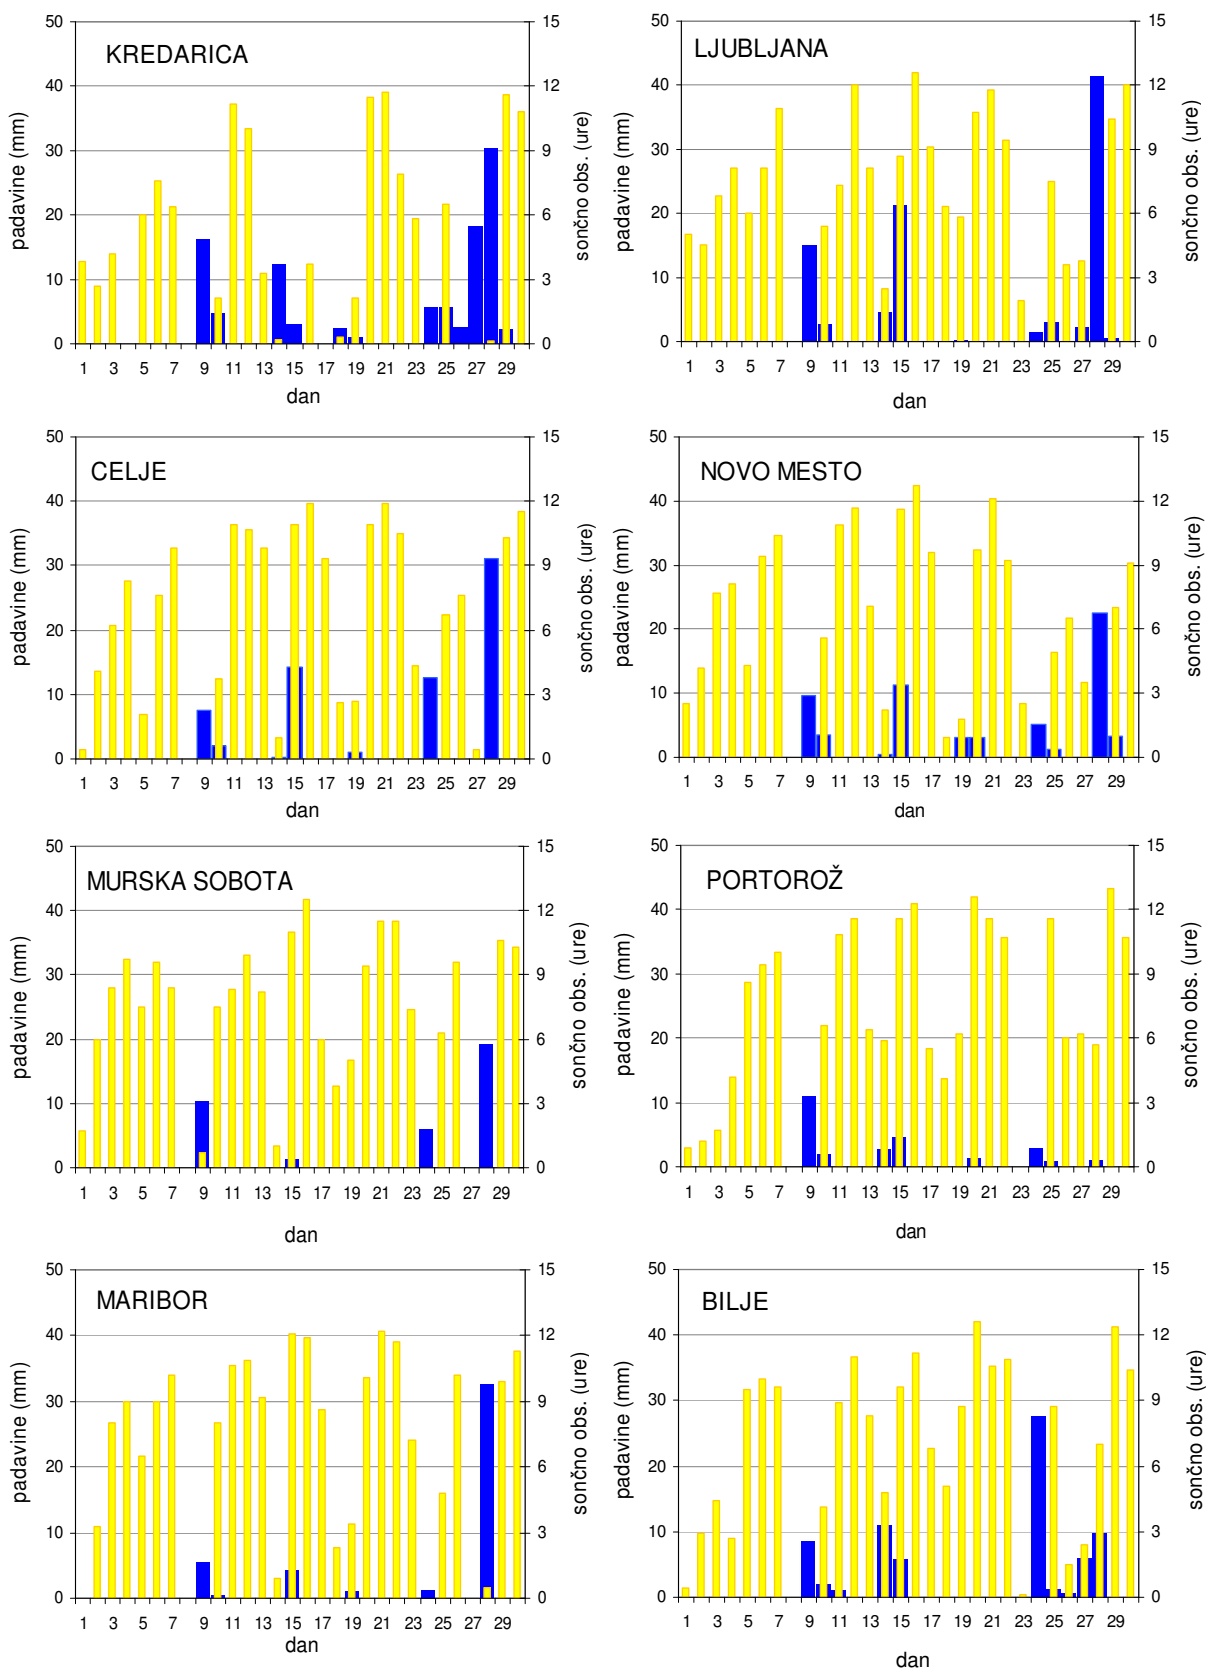 KREDARICA
50
40
30
20
10
0
15
12
9
6
3
0
padavine (mm)
sončno obs. (ure)
1 3 5 7 9 11 13 15 17 19 21 23 25 27 29
dan
LJUBLJANA
50
40
30
20
10
0
15
12
9
6
3
0
padavine (mm)
sončno obs. (ure)
1 3 5 7 9 11 13 15 17 19 21 23 25 27 29
dan
CELJE
50
40
30
20
10
0
15
12
9
6
3
0
padavine (mm)
sončno obs. (ure)
1 3 5 7 9 11 13 15 17 19 21 23 25 27 29
dan
NOVO MESTO
50
40
30
20
10
0
15
12
9
6
3
0
padavine (mm)
sončno obs. (ure)
1 3 5 7 9 11 13 15 17 19 21 23 25 27 29
dan
MURSKA SOBOTA
50
40
30
20
10
0
15
12
9
6
3
0
padavine (mm)
sončno obs. (ure)
1 3 5 7 9 11 13 15 17 19 21 23 25 27 29
dan
PORTOROŽ
50
40
30
20
10
0
15
12
9
6
3
0
padavine (mm)
sončno obs. (ure)
1 3 5 7 9 11 13 15 17 19 21 23 25 27 29
dan
MARIBOR
50
40
30
20
10
0
15
12
9
6
3
0
padavine (mm)
sončno obs. (ure)
1 3 5 7 9 11 13 15 17 19 21 23 25 27 29
dan
BILJE
50
40
30
20
10
0
15
12
9
6
3
0
padavine (mm)
sončno obs. (ure)
1 3 5 7 9 11 13 15 17 19 21 23 25 27 29
dan